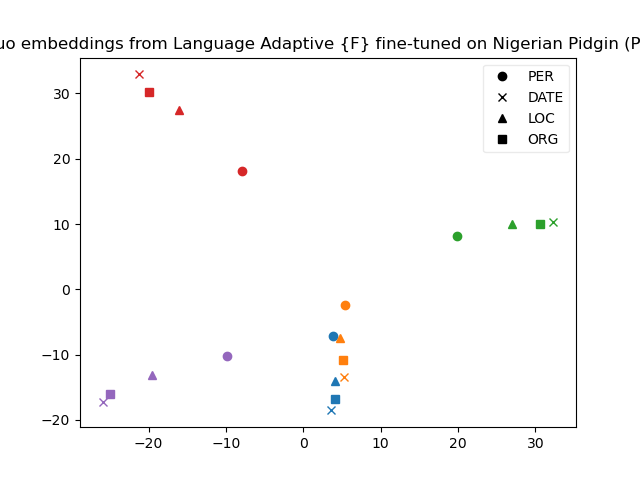 uo embeddings from Language Adaptive {F} fine-tuned on Nigerian Pidgin (P
PER
DATE
LOC
ORG
30
20
10
0
−10
−20
−20
−10
0
10
20
30